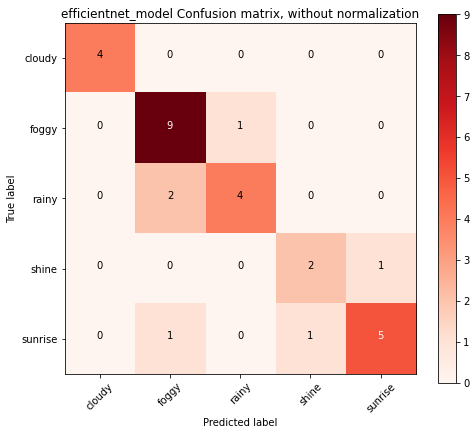 efficientnet_model Confusion matrix, without normalization
cloudy 4 0 0 0 0
foggy 0 9 1 0 0
rainy 0 2 4 0 0
shine 0 0 0 2 1
sunrise 0 1 0 1 5
True label
cloudy foggy rainy shine sunrise
Predicted label
9
8
7
6
5
4
3
2
1
0